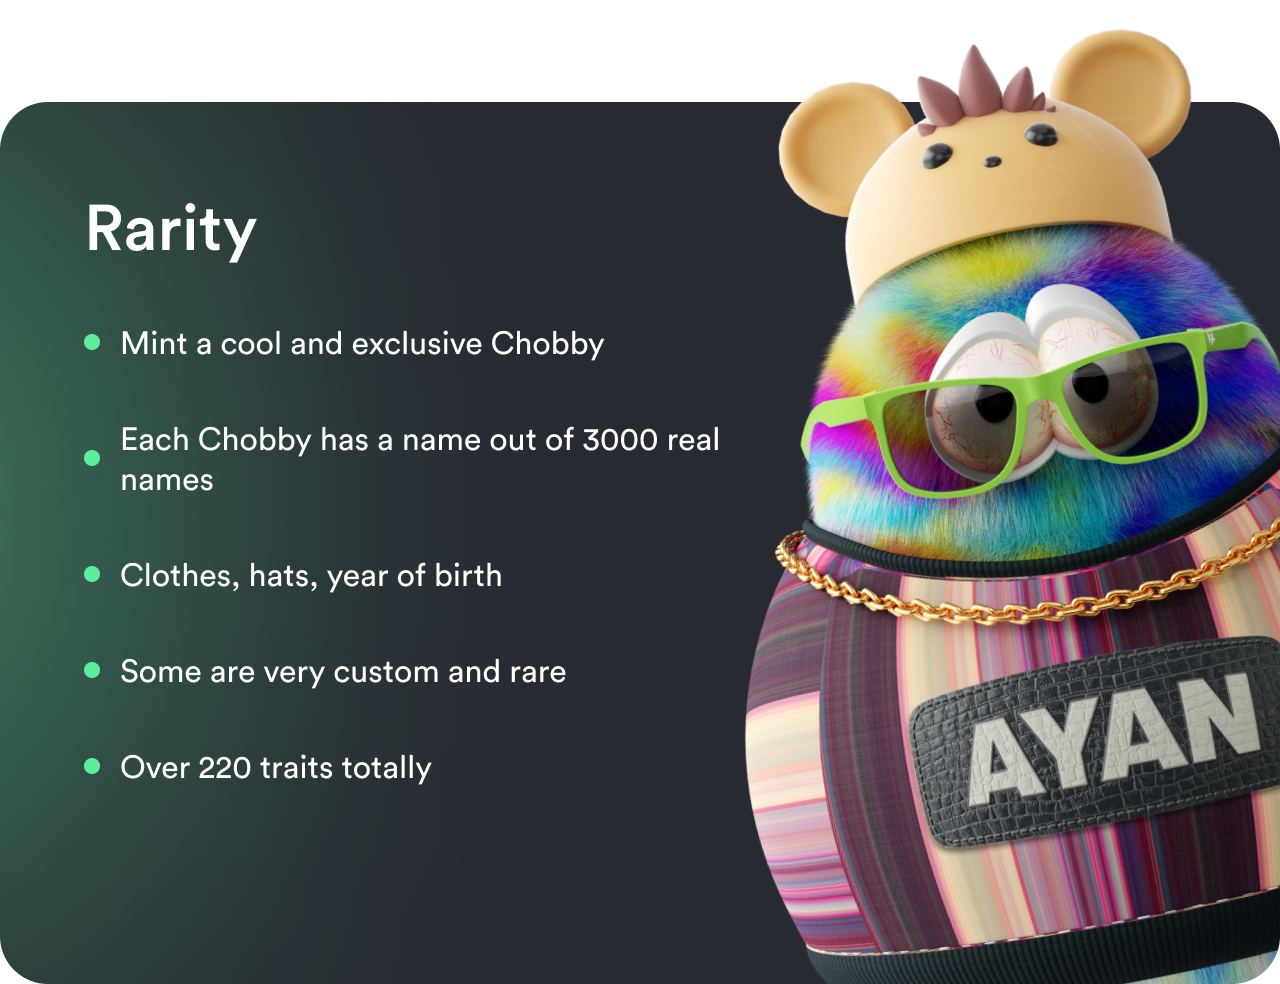 Rarity
Mint a cool and exclusive Chobby
Each Chobby has a name out of 3000 real
names
Clothes, hats, year of birth
Some are very custom and rare
Over 220 traits totally
AYAN